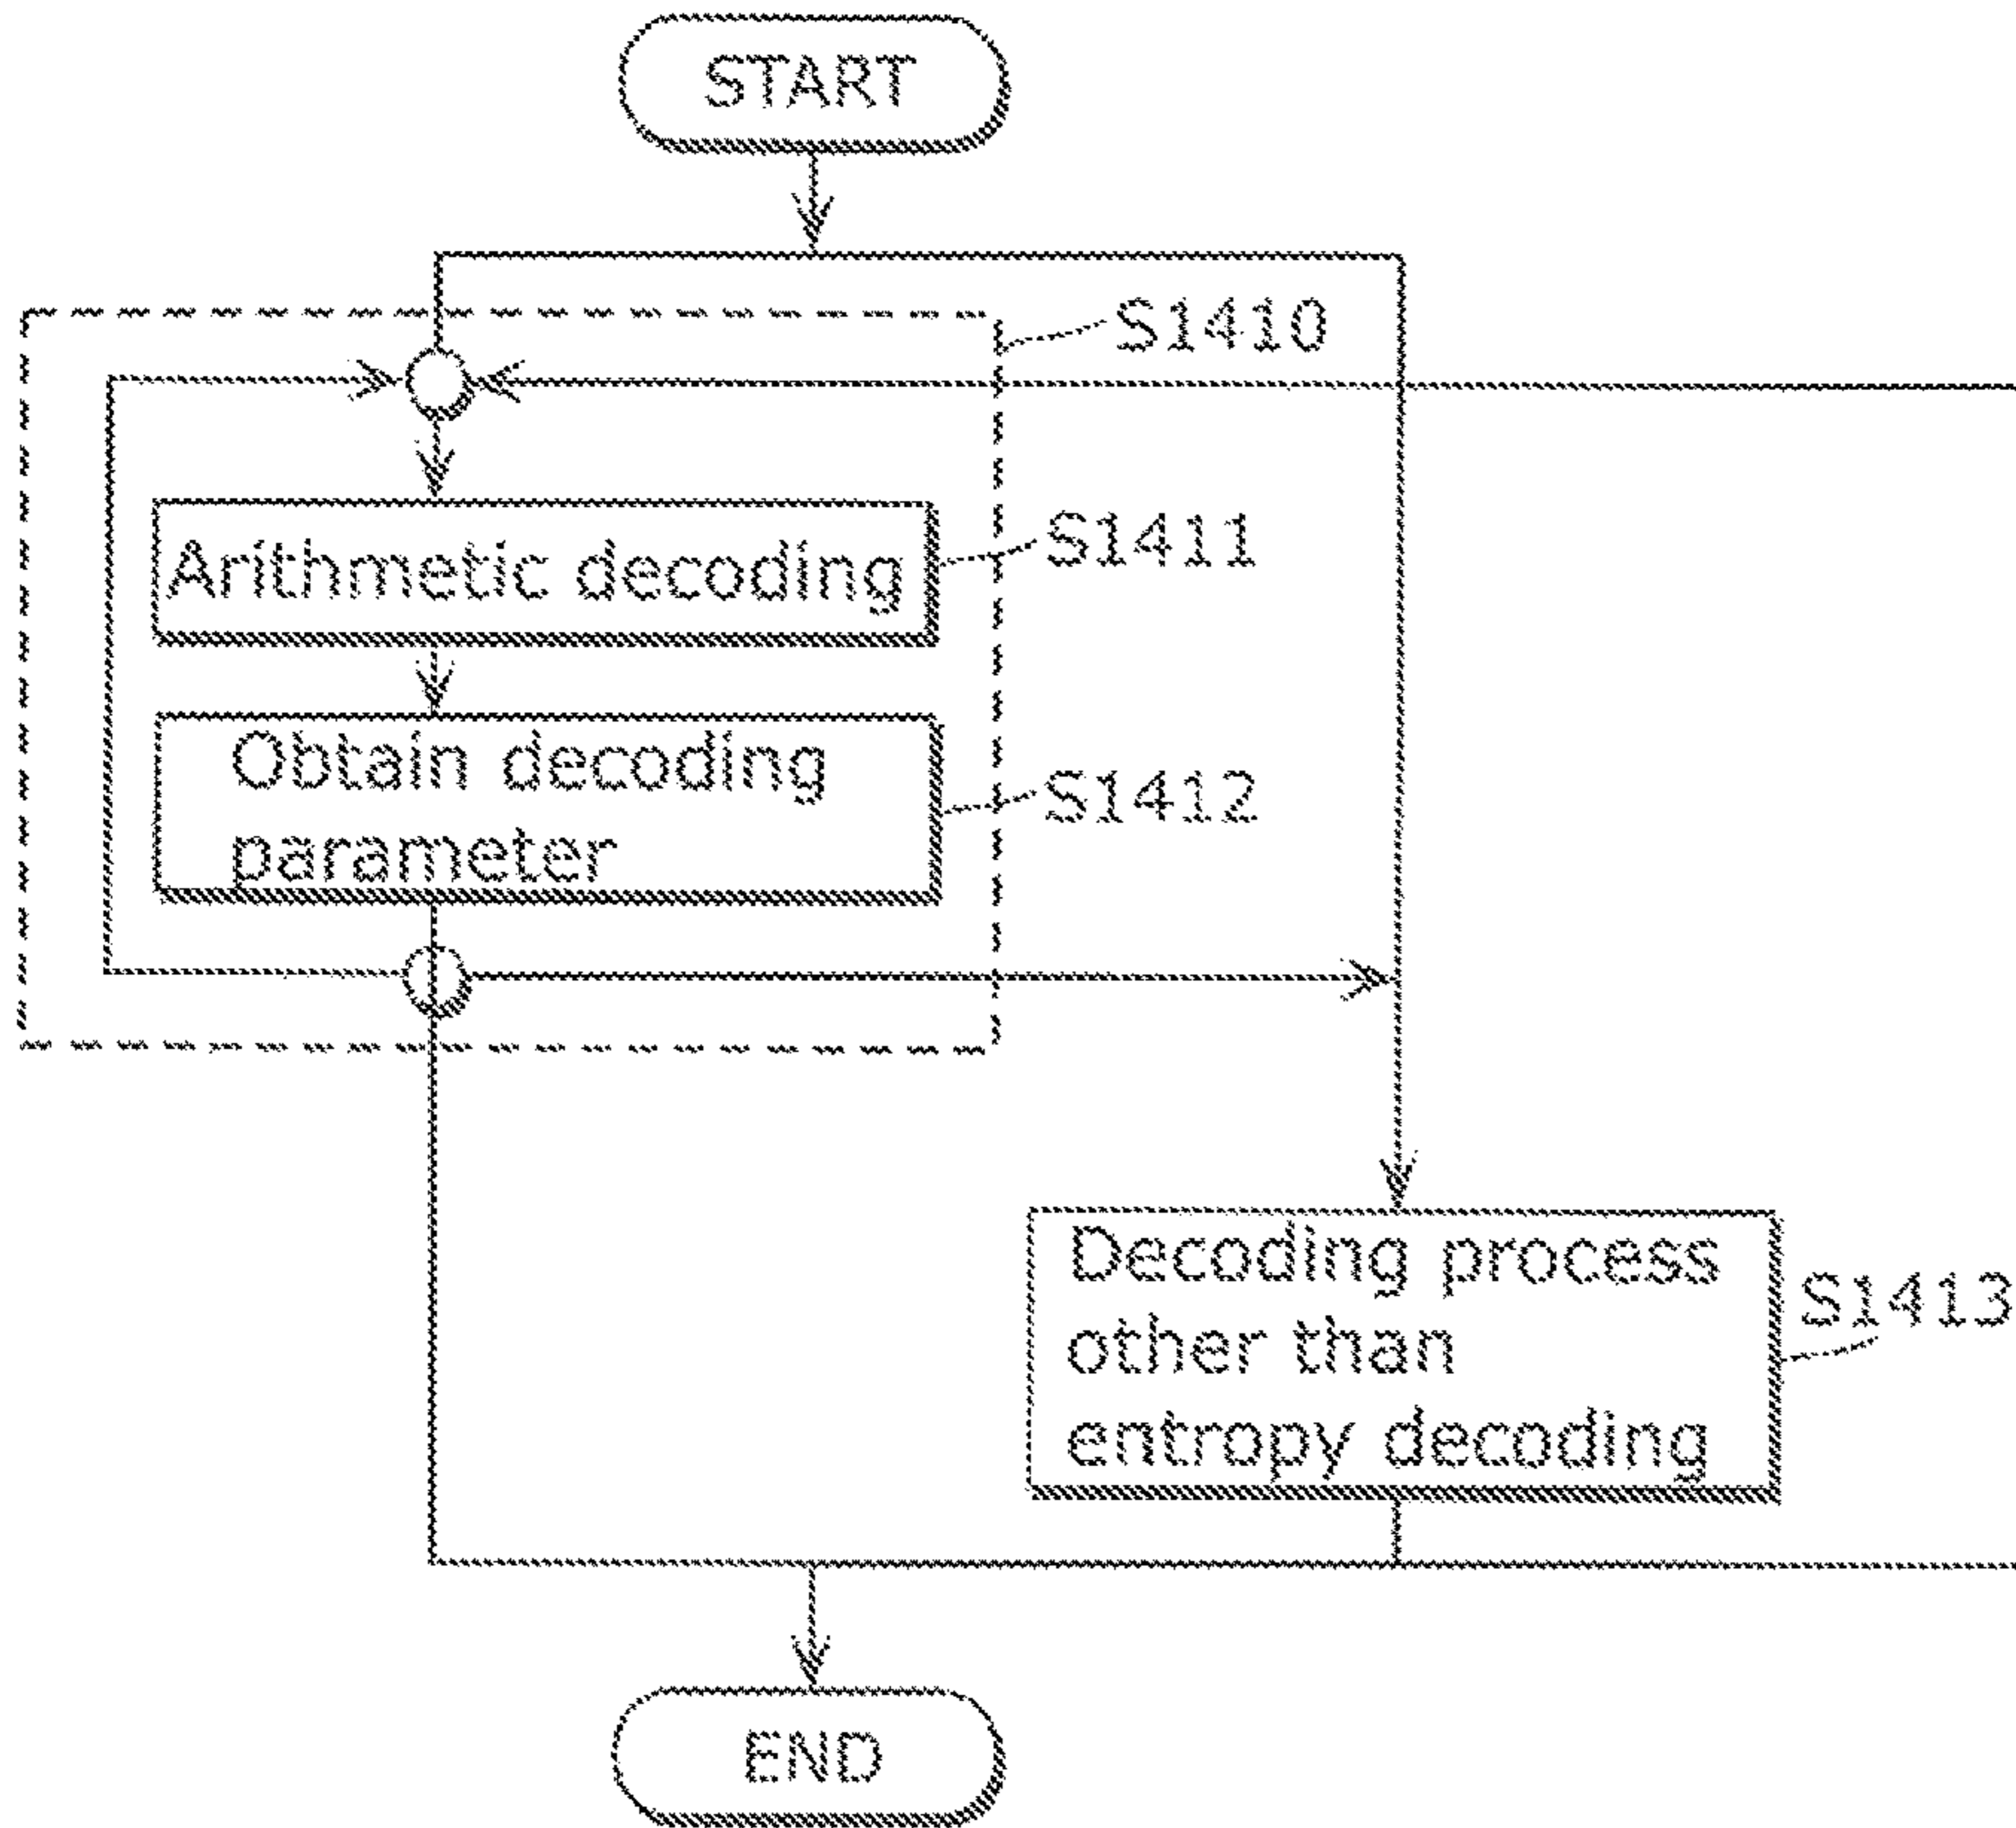 START
S1410
Arithmetic decoding
S1411
Obtain decoding
parameter
S1412
Decoding process
other than
entropy decoding
S1413
END